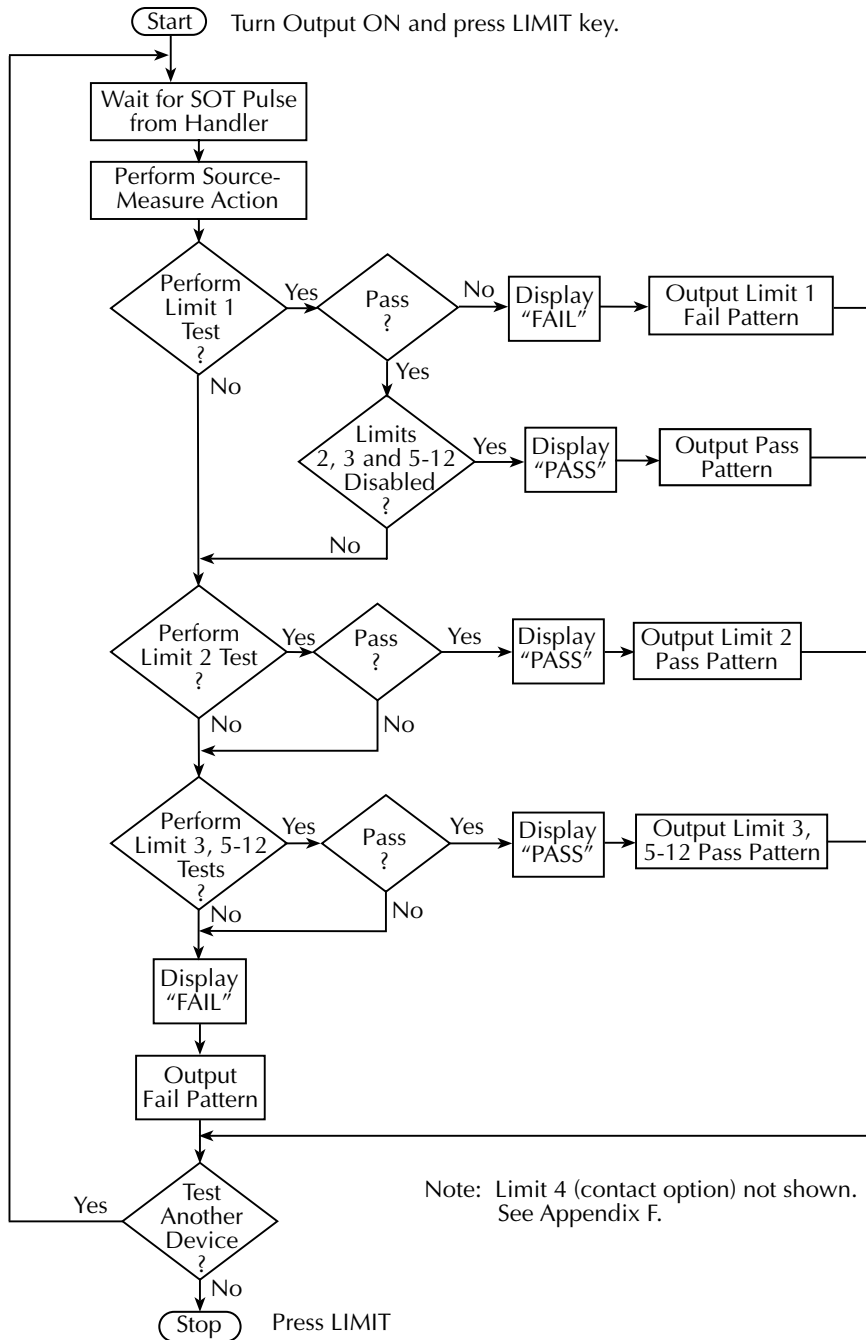 Start
Turn Output ON and press LIMIT key.
Wait for SOT Pulse
from Handler
Perform Source-
Measure Action
Perform
Limit 1
Test
?
Yes
Pass
?
No
Display
“FAIL”
Output Limit 1
Fail Pattern
No
Yes
Limits
2, 3 and 5-12
Disabled
?
Yes
Display
“PASS”
Output Pass
Pattern
No
Perform
Limit 2 Test
?
Yes
Pass
?
Yes
Display
“PASS”
Output Limit 2
Pass Pattern
No
No
Perform
Limit 3, 5-12
Tests
?
Yes
Pass
?
Yes
Display
“PASS”
Output Limit 3,
5-12 Pass Pattern
No
No
Display
“FAIL”
Output
Fail Pattern
Yes
Test
Another
Device
?
Note: Limit 4 (contact option) not shown.
See Appendix F.
No
Stop
Press LIMIT